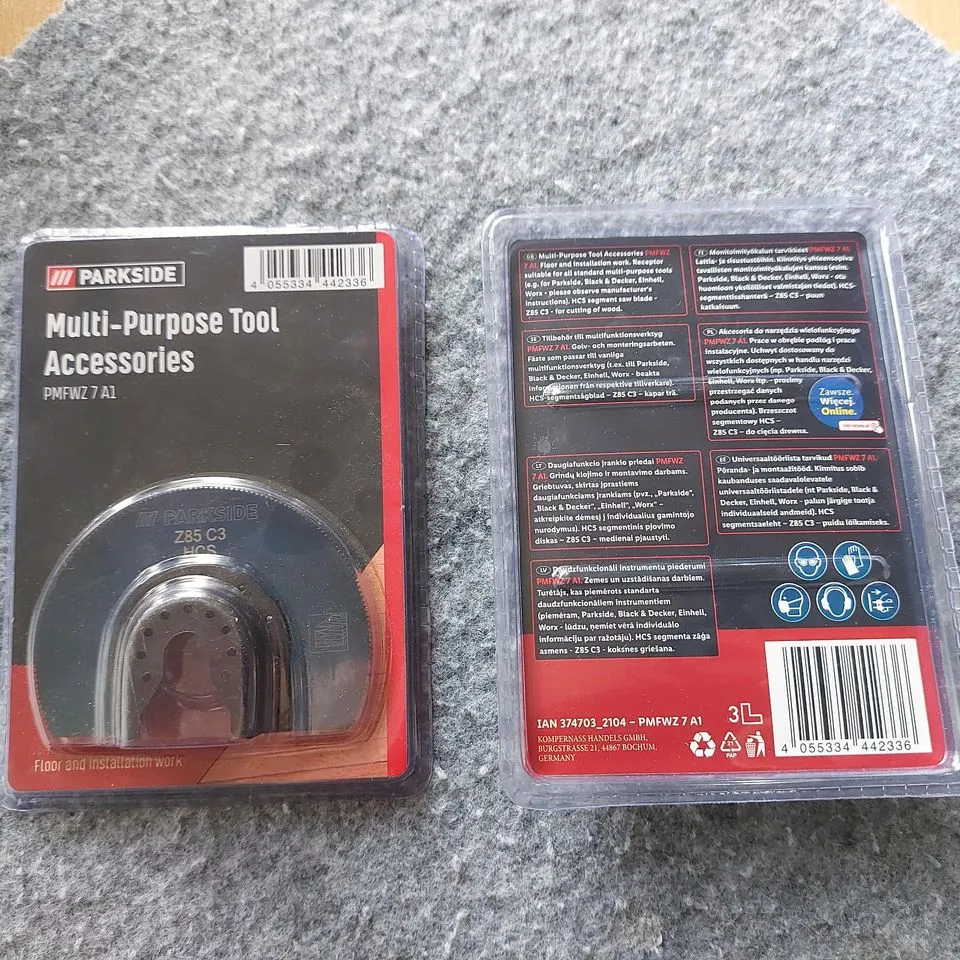 PARKSIDE
4 055334 442336
Multi-Purpose Tool
Accessories
PMFWZ 7 A1
PARKSIDE
Z85 C3
HCS
Floor and installation work
GB Multi-Purpose Tool Accessories PMFWZ
7 A1. Floor and installation work. Receptor
suitable for all standard multi-purpose tools
(e.g. for Parkside, Black & Decker, Einhell,
Worx - please observe manufacturer's
instructions). HCS segment saw blade -
Z85 C3 - for cutting of wood.
SE Tillbehör till multifunktionsverktyg
PMFWZ 7 A1. Golv- och monteringsarbeten.
Fäste som passar till vanliga
multifunktionsverktyg (t.ex. till Parkside,
Black & Decker, Einhell, Worx - beakta
informationen från respektive tillverkare).
HCS-segmentsågblad - Z85 C3 - kapar trä.
LT Daugiafunkcio įrankio priedai PMFWZ
7 A1. Grindų klojimo ir montavimo darbams.
Griebtuvas, skirtas įprastiems
daugiafunkciams įrankiams (pvz., „Parkside",
„Black & Decker", „Einhell", „Worx" –
atkreipkite dėmesį į individualius gamintojo
nurodymus). HCS segmentinis pjovimo
diskas – Z85 C3 – medienai pjaustyti.
LV Daudzfunkcionāli instrumentu piederumi
PMFWZ 7 A1. Zemes un uzstādīšanas darbiem.
Turētājs, kas piemērots standarta
daudzfunkcionāliem instrumentiem
(piemēram, Parkside, Black & Decker, Einhell,
Worx - lūdzu, ņemiet vērā individuālo
informāciju par ražotāju). HCS segmenta zāģa
asmens - Z85 C3 - koksnes griešana.
FI Monitoimityökalun tarvikkeet PMFWZ 7 A1.
Lattia- ja sisustustöihin. Kiinnitys yhteensopiva
tavallisten monitoimityökalujen kanssa (esim.
Parkside, Black & Decker, Einhell, Worx - ota
huomioon yksilölliset valmistajan tiedot). HCS-
segmenttisahanterä - Z85 C3 - puun
katkaisuun.
PL Akcesoria do narzędzia wielofunkcyjnego
PMFWZ 7 A1. Prace w obrębie podłóg i prace
instalacyjne. Uchwyt dostosowany do
wszystkich dostępnych w handlu narzędzi
wielofunkcyjnych (np. Parkside, Black & Decker,
Einhell, Worx itp. – prosimy
przestrzegać danych
podanych przez danego
producenta). Brzeszczot
segmentowy HCS –
Z85 C3 – do cięcia drewna.
Zawsze.
Więcej.
Online.
EE Universaaltööriista tarvikud PMFWZ 7 A1.
Põranda- ja montaažitööd. Kinnitus sobib
kaubanduses saadavalolevatele
universaaltööriistadele (nt Parkside, Black &
Decker, Einhell, Worx - palun järgige tootja
individuaalseid andmeid). HCS
segmentsaeleht – Z85 C3 – puidu lõikamiseks.
IAN 374703_2104 – PMFWZ 7 A1
KOMPERNASS HANDELS GMBH,
BURGSTRASSE 21, 44867 BOCHUM,
GERMANY
21
PAP
3L
4 055334 442336